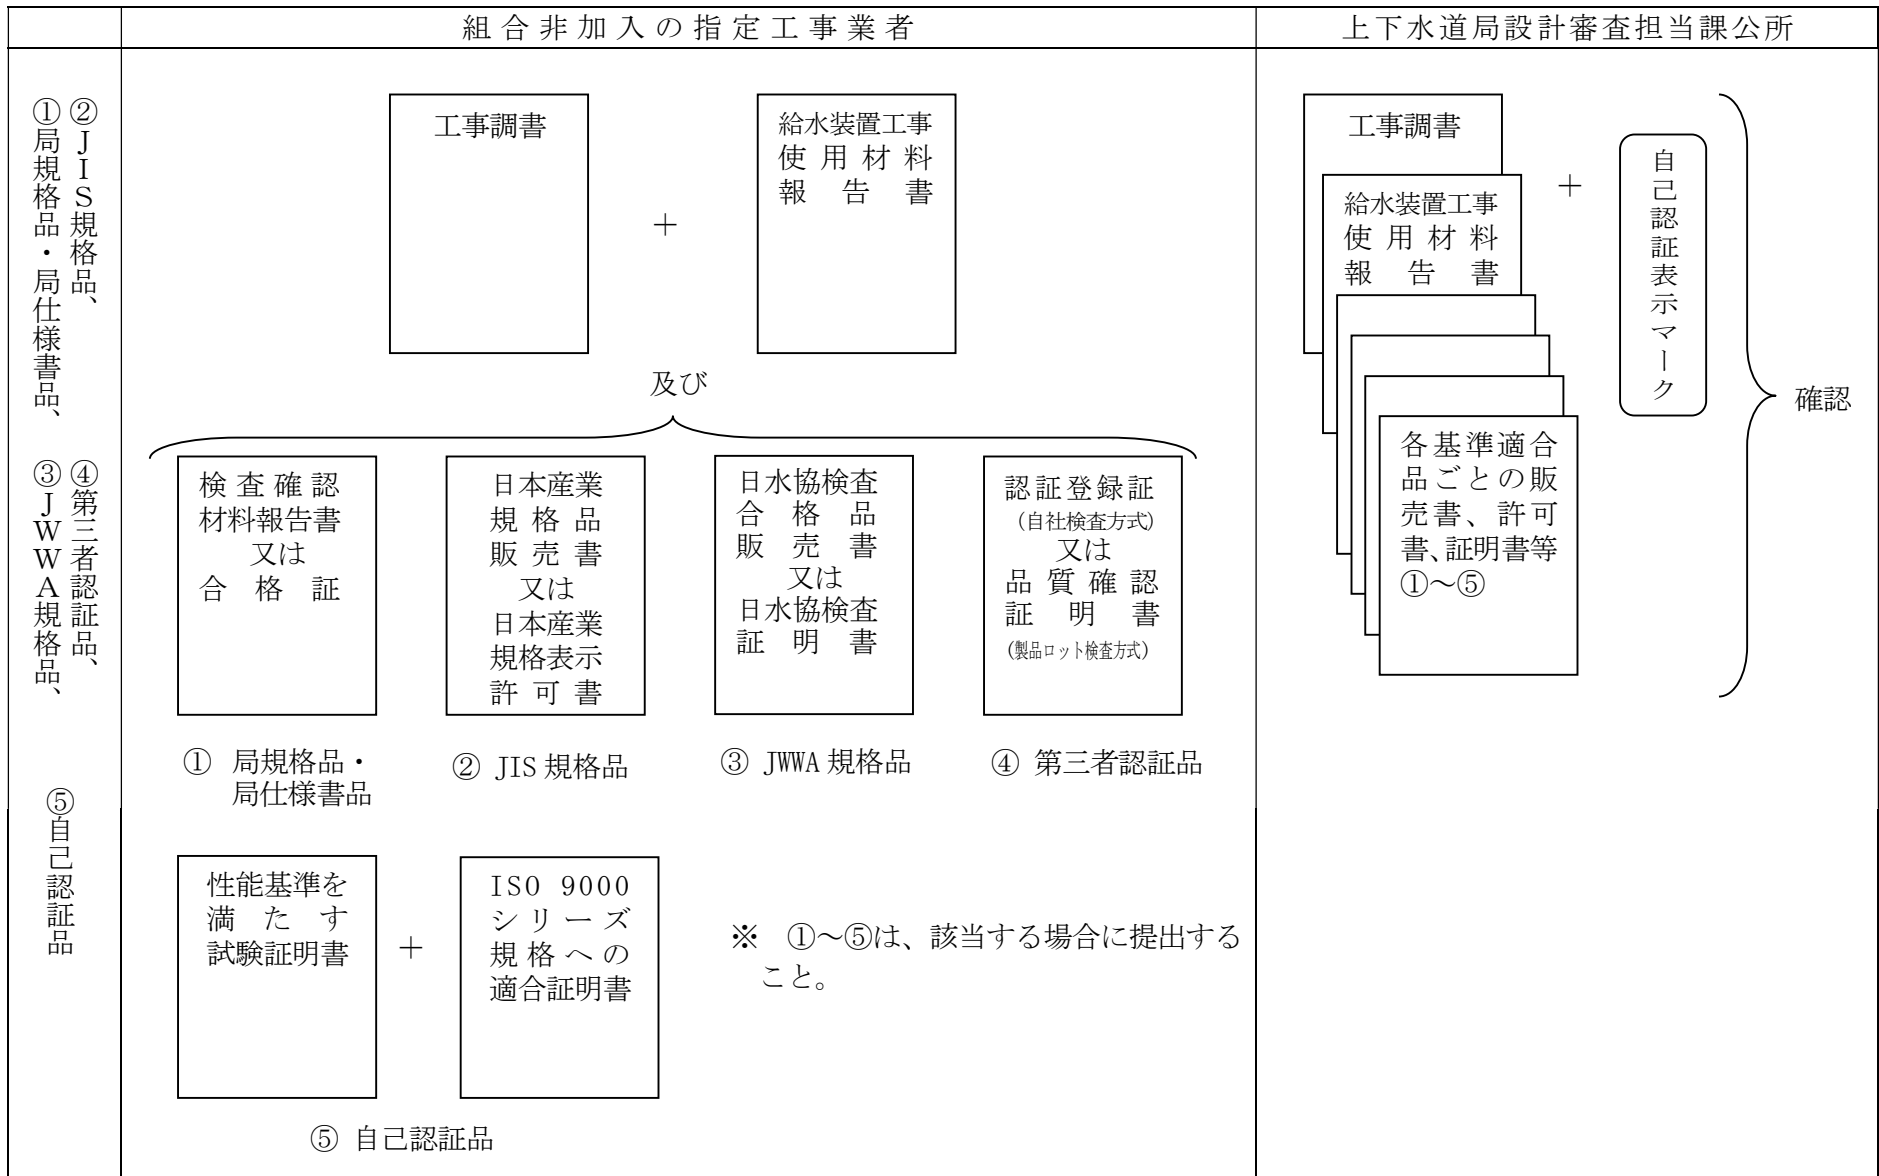 組合非加入の指定工事業者
上下水道局設計審査担当課公所
①局規格品・局仕様書品、
②JIS規格品、
③JWWA規格品、
④第三者認証品、
⑤自己認証品
工事調書
＋
給水装置工事
使用材料
報告書
及び
検査確認
材料報告書
又は
合格証
① 局規格品・
局仕様書品
日本産業
規格品
販売書
又は
日本産業
規格表示
許可書
② JIS 規格品
日水協検査
合格品
販売書
又は
日水協検査
証明書
③ JWWA 規格品
認証登録証
（自社検査方式）
又は
品質確認
証明書
（製品ロット検査方式）
④ 第三者認証品
性能基準を
満たす
試験証明書
＋
ISO 9000
シリーズ
規格への
適合証明書
⑤ 自己認証品
※　①～⑤は、該当する場合に提出する
こと。
工事調書
給水装置工事
使用材料
報告書
各基準適合
品ごとの販
売書、許可
書、証明書等
①～⑤
＋
自己認証表示マーク
確認